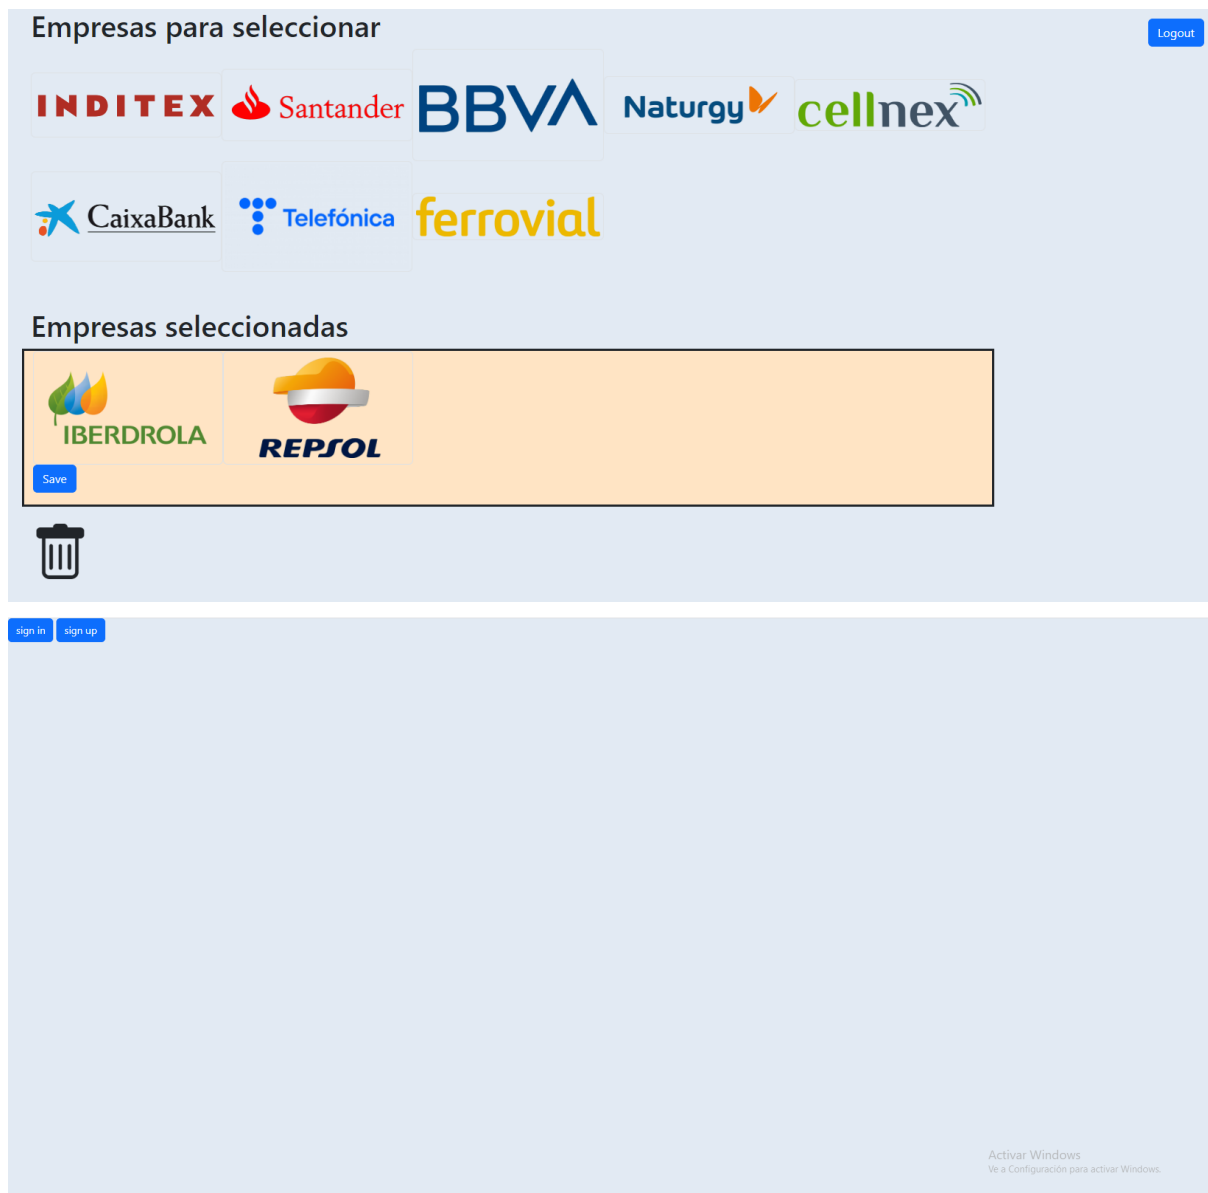 Empresas para seleccionar
Logout
INDITEX
Santander
BBVA
Naturgy
cellnex
CaixaBank
Telefónica
ferrovial
Empresas seleccionadas
IBERDROLA
REPSOL
Save
sign in
sign up
Activar Windows
Ve a Configuración para activar Windows.